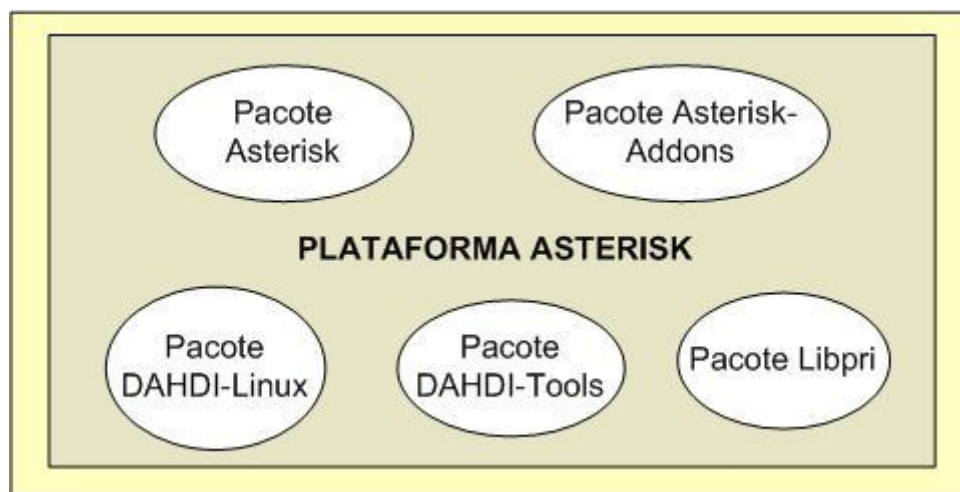 Pacote
Asterisk
Pacote Asterisk-
Addons
PLATAFORMA ASTERISK
Pacote
DAHDI-Linux
Pacote
DAHDI-Tools
Pacote Libpri